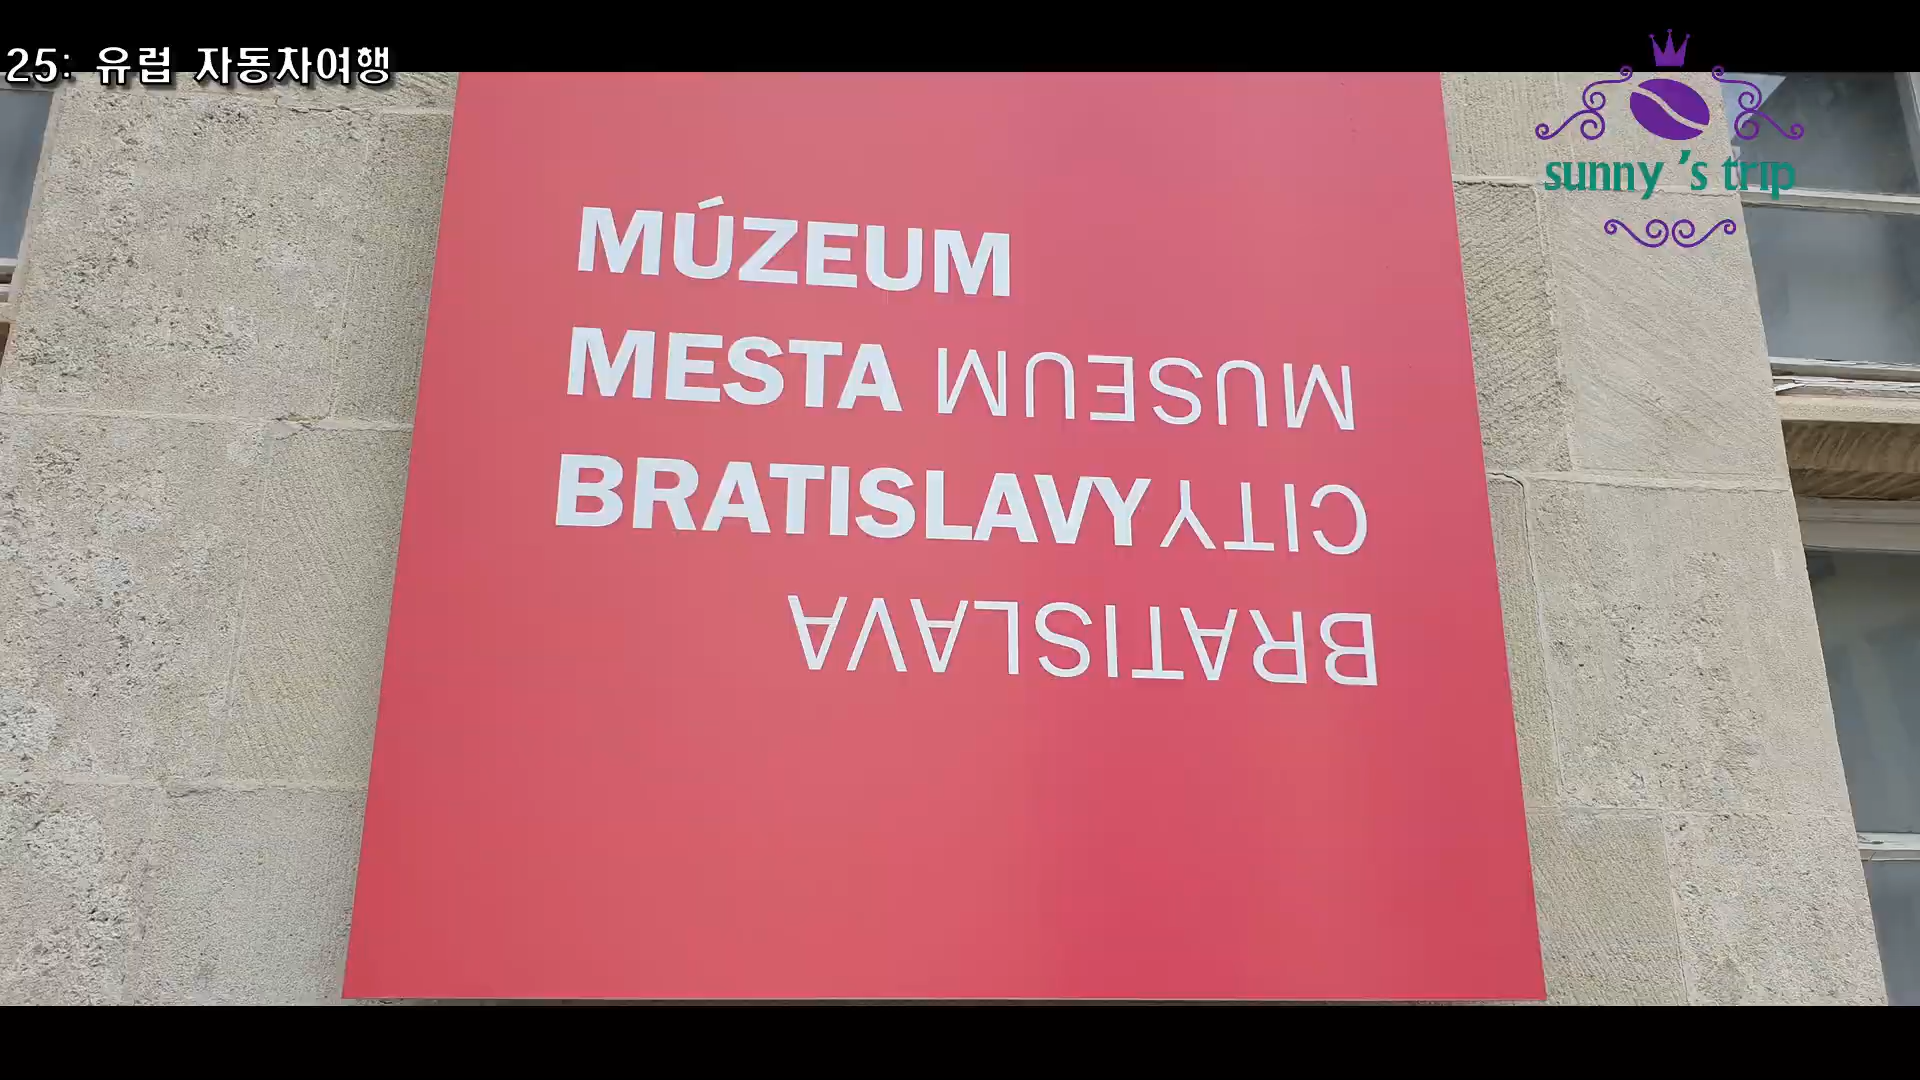 25: 유럽 자동차여행
sunny 's trip
MÚZEUM
MESTA
BRATISLAVY
BRATISLAVA
CITY
MUSEUM